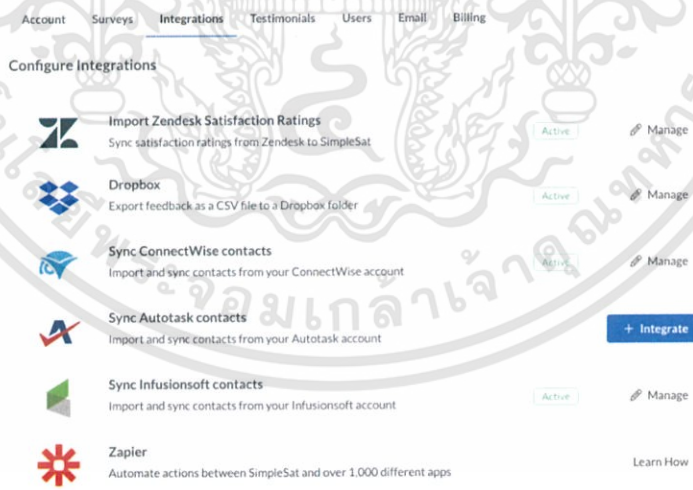 Account Surveys Integrations Testimonials Users Email Billing
Configure Integrations
Import Zendesk Satisfaction Ratings
Sync satisfaction ratings from Zendesk to SimpleSat
Active Manage
Dropbox
Export feedback as a CSV file to a Dropbox folder
Active Manage
Sync ConnectWise contacts
Import and sync contacts from your ConnectWise account
Active Manage
Sync Autotask contacts
Import and sync contacts from your Autotask account
+ Integrate
Sync Infusionsoft contacts
Import and sync contacts from your Infusionsoft account
Active Manage
Zapier
Automate actions between SimpleSat and over 1,000 different apps
Learn How